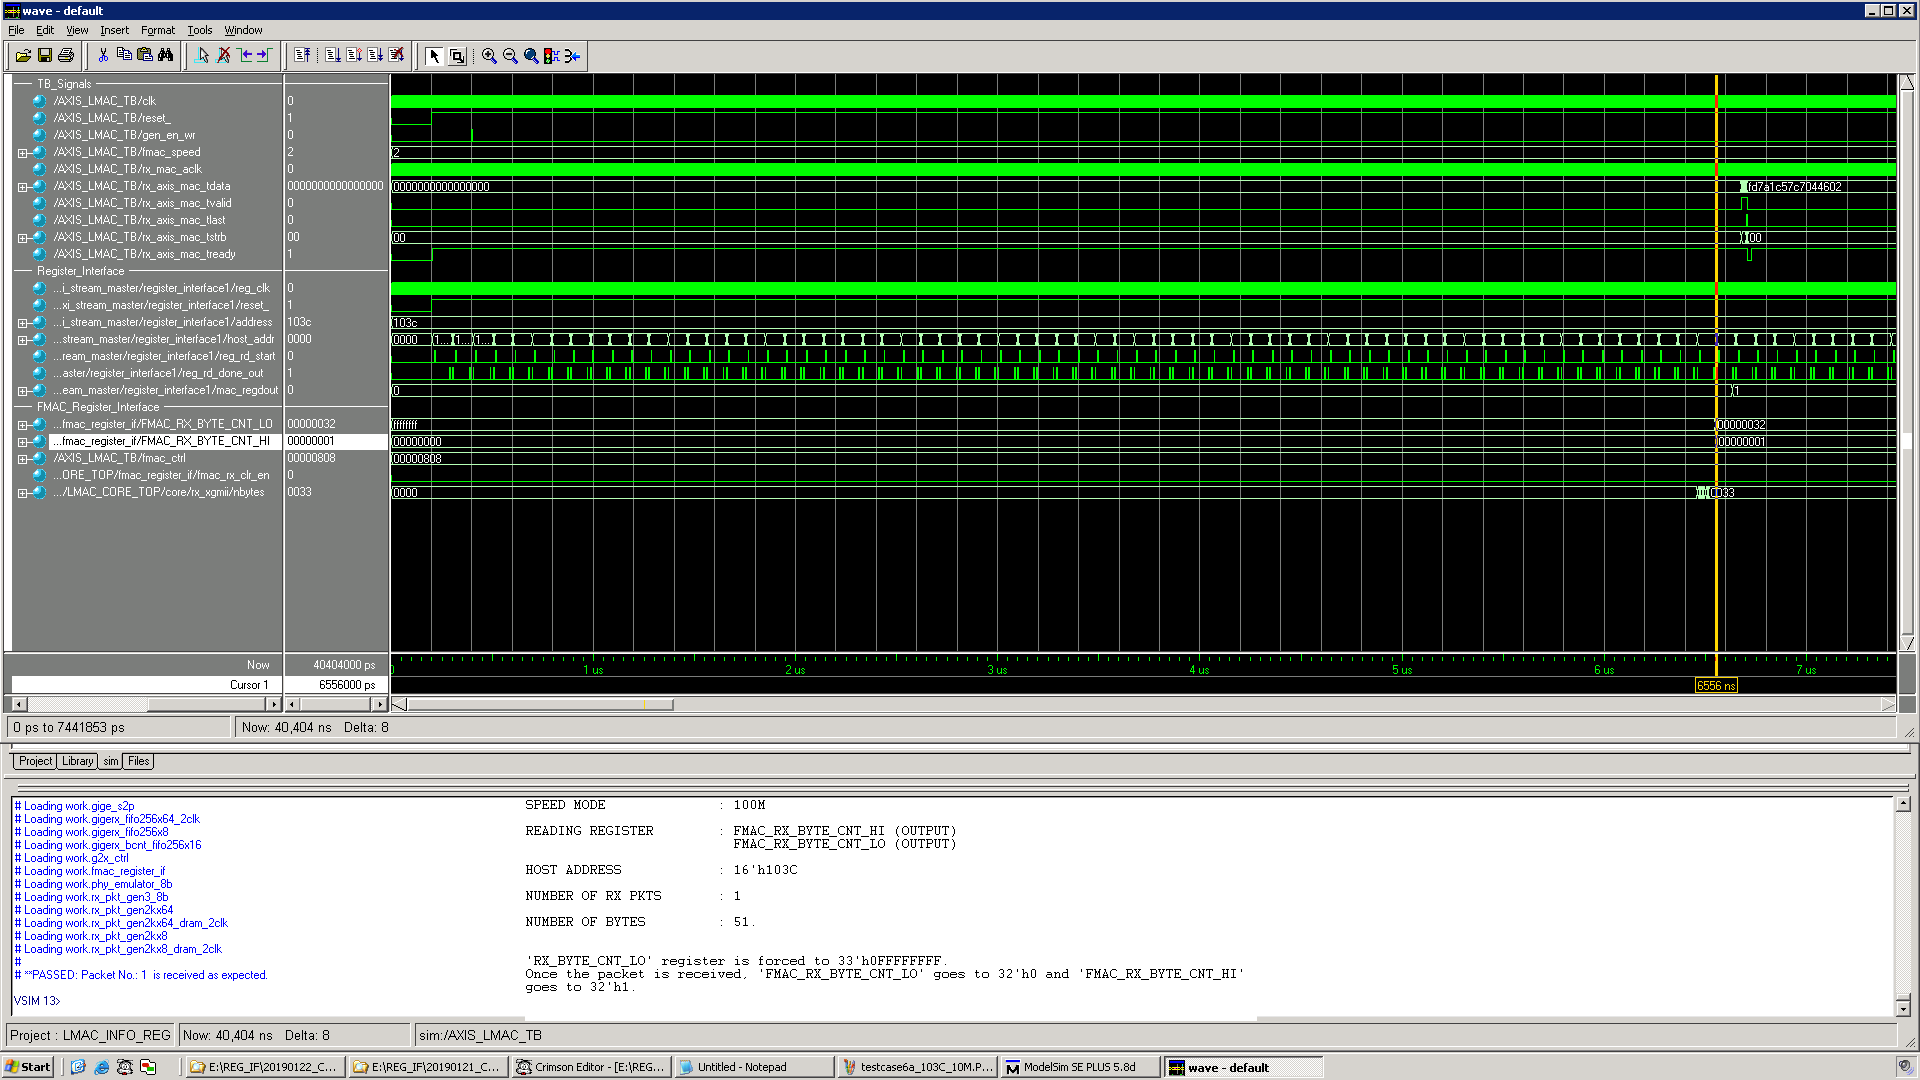 wave - default
File Edit View Insert Format Tools Window
TB_Signals
/AXIS_LMAC_TB/clk 0
/AXIS_LMAC_TB/reset_ 1
/AXIS_LMAC_TB/gen_en_wr 0
/AXIS_LMAC_TB/fmac_speed 2 2
/AXIS_LMAC_TB/rx_mac_aclk 0
/AXIS_LMAC_TB/rx_axis_mac_tdata 0000000000000000 0000000000000000 fd7a1c57c7044602
/AXIS_LMAC_TB/rx_axis_mac_tvalid 0
/AXIS_LMAC_TB/rx_axis_mac_tlast 0
/AXIS_LMAC_TB/rx_axis_mac_tstrb 00 00 00
/AXIS_LMAC_TB/rx_axis_mac_tready 1
Register_Interface
...i_stream_master/register_interface1/reg_clk 0
...xi_stream_master/register_interface1/reset_ 1
...i_stream_master/register_interface1/address 103c 103c
...stream_master/register_interface1/host_addr 0000 0000 1... 1... 1...
...ream_master/register_interface1/reg_rd_start 0
...aster/register_interface1/reg_rd_done_out 1
...eam_master/register_interface1/mac_regdout 0 0 1
FMAC_Register_Interface
...fmac_register_if/FMAC_RX_BYTE_CNT_LO 00000032 ffffffff 00000032
...fmac_register_if/FMAC_RX_BYTE_CNT_HI 00000001 00000000 00000001
/AXIS_LMAC_TB/fmac_ctrl 00000808 00000808
...ORE_TOP/fmac_register_if/fmac_rx_clr_en 0
.../LMAC_CORE_TOP/core/rx_xgmii/nbytes 0033 0000 0033
Now 40404000 ps 0 1 us 2 us 3 us 4 us 5 us 6 us 7 us
Cursor 1 6556000 ps 6556 ns
0 ps to 7441853 ps Now: 40,404 ns Delta: 8
Project Library sim Files
# Loading work.gige_s2p
# Loading work.gigerx_fifo256x64_2clk
# Loading work.gigerx_fifo256x8
# Loading work.gigerx_bcnt_fifo256x16
# Loading work.g2x_ctrl
# Loading work.fmac_register_if
# Loading work.phy_emulator_8b
# Loading work.rx_pkt_gen3_8b
# Loading work.rx_pkt_gen2kx64
# Loading work.rx_pkt_gen2kx64_dram_2clk
# Loading work.rx_pkt_gen2kx8
# Loading work.rx_pkt_gen2kx8_dram_2clk
#
# **PASSED: Packet No.: 1 is received as expected.
VSIM 13>
SPEED MODE : 100M
READING REGISTER : FMAC_RX_BYTE_CNT_HI (OUTPUT)
FMAC_RX_BYTE_CNT_LO (OUTPUT)
HOST ADDRESS : 16'h103C
NUMBER OF RX PKTS : 1
NUMBER OF BYTES : 51.
'RX_BYTE_CNT_LO' register is forced to 33'h0FFFFFFFF.
Once the packet is received, 'FMAC_RX_BYTE_CNT_LO' goes to 32'h0 and 'FMAC_RX_BYTE_CNT_HI'
goes to 32'h1.
Project : LMAC_INFO_REG Now: 40,404 ns Delta: 8 sim:/AXIS_LMAC_TB
Start E:\REG_IF\20190122_C... E:\REG_IF\20190121_C... Crimson Editor - [E:\REG... Untitled - Notepad testcase6a_103C_10M.P... ModelSim SE PLUS 5.8d wave - default